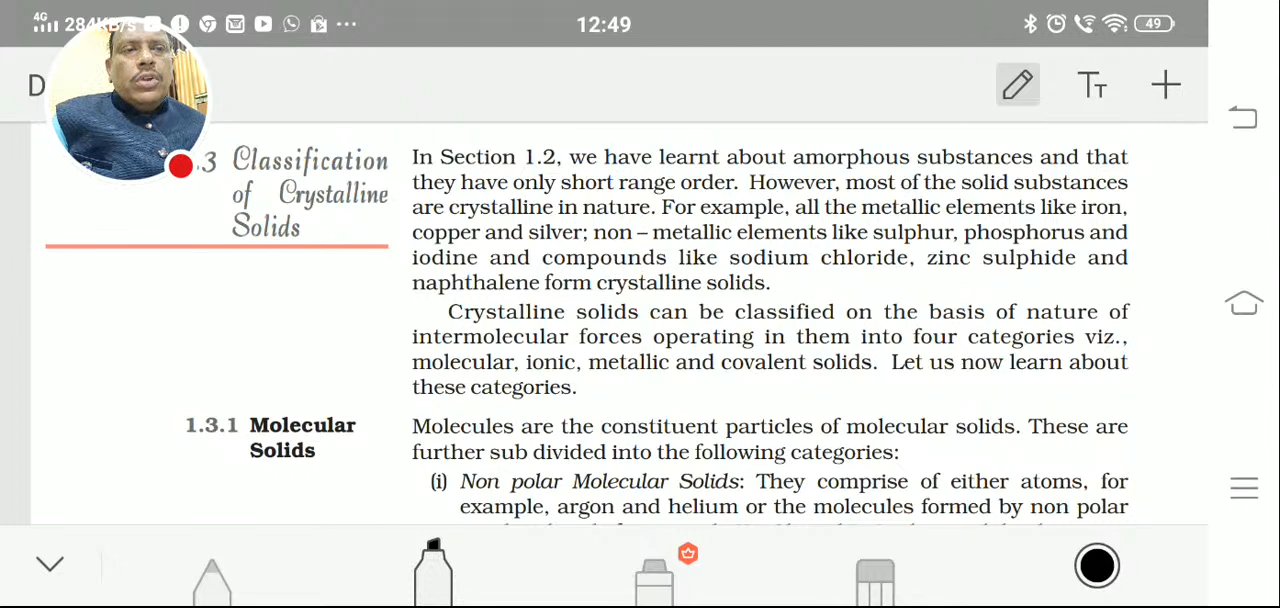 4G 284KB/s 12:49 49
D
.3 Classification
of Crystalline
Solids
In Section 1.2, we have learnt about amorphous substances and that
they have only short range order. However, most of the solid substances
are crystalline in nature. For example, all the metallic elements like iron,
copper and silver; non – metallic elements like sulphur, phosphorus and
iodine and compounds like sodium chloride, zinc sulphide and
naphthalene form crystalline solids.
Crystalline solids can be classified on the basis of nature of
intermolecular forces operating in them into four categories viz.,
molecular, ionic, metallic and covalent solids. Let us now learn about
these categories.
1.3.1 Molecular
Solids
Molecules are the constituent particles of molecular solids. These are
further sub divided into the following categories:
(i) Non polar Molecular Solids: They comprise of either atoms, for
example, argon and helium or the molecules formed by non polar